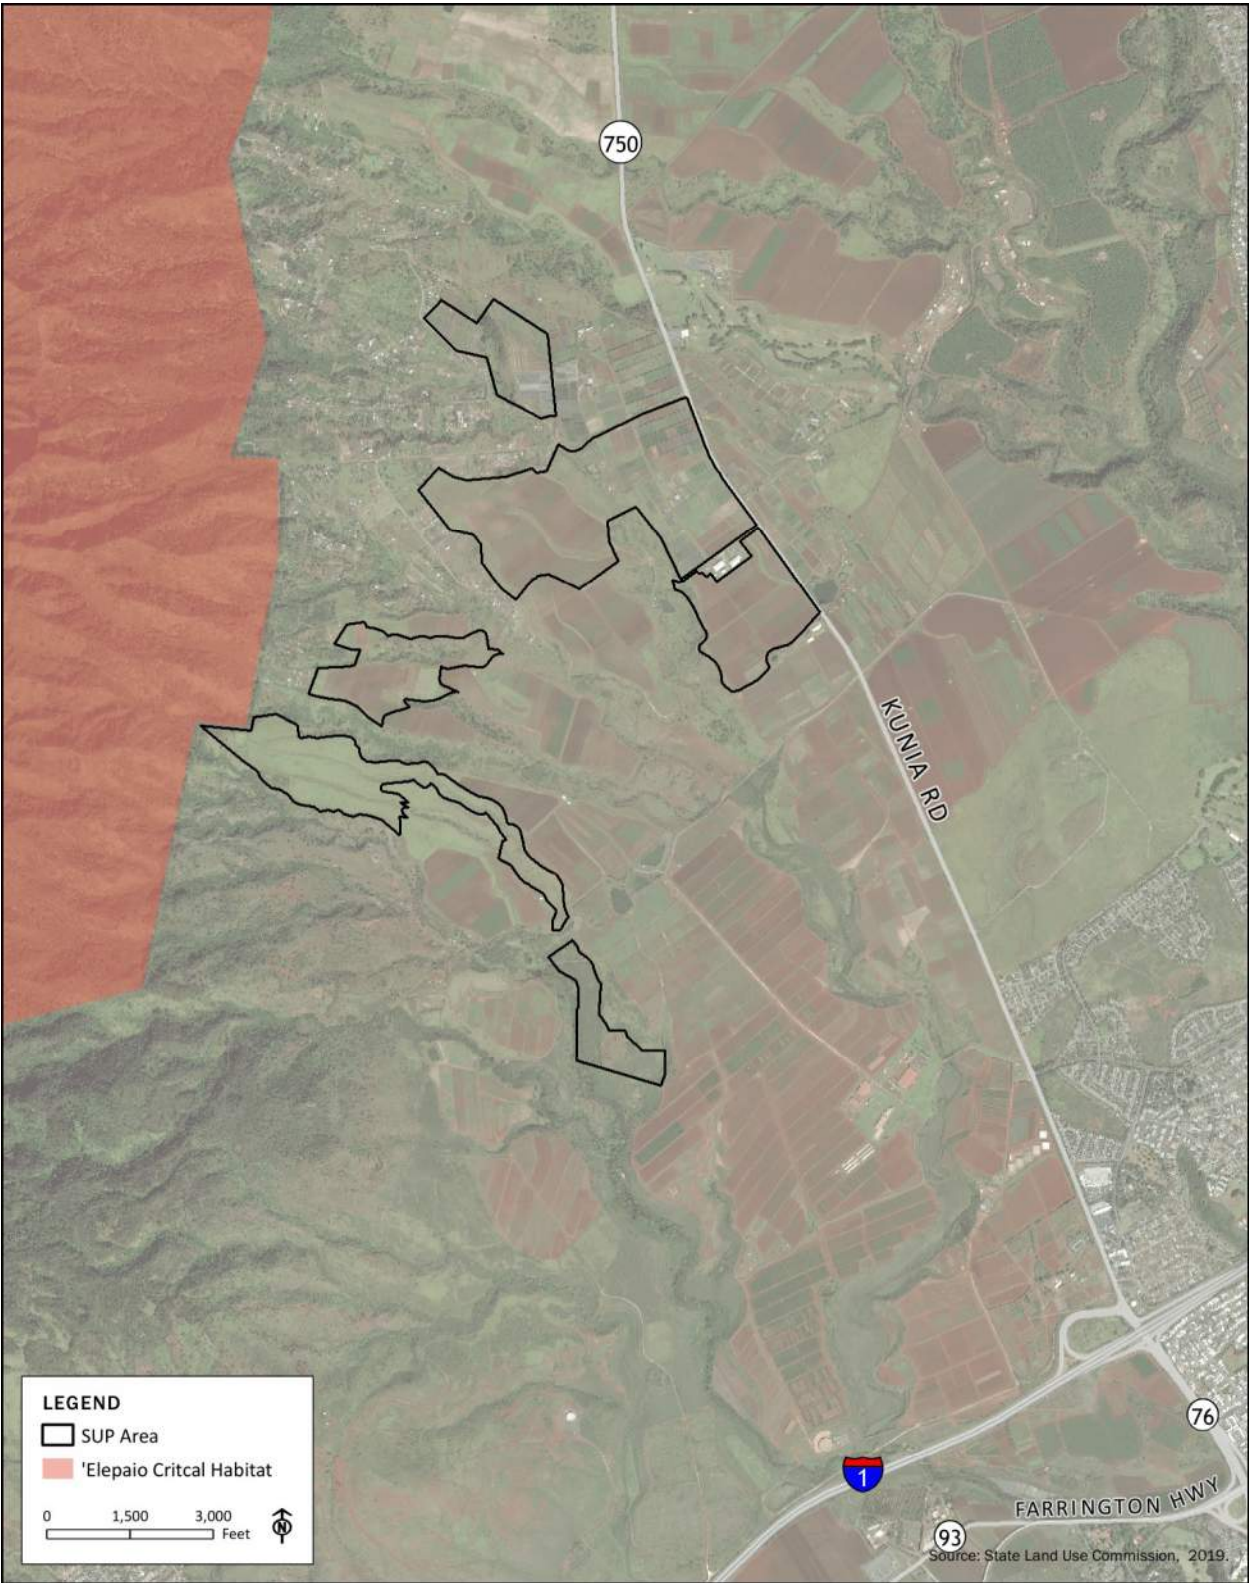 750
KUNIA RD
76
1
FARRINGTON HWY
93
Source: State Land Use Commission, 2019.
LEGEND
SUP Area
'Elepaio Critcal Habitat
0 1,500 3,000
Feet
N